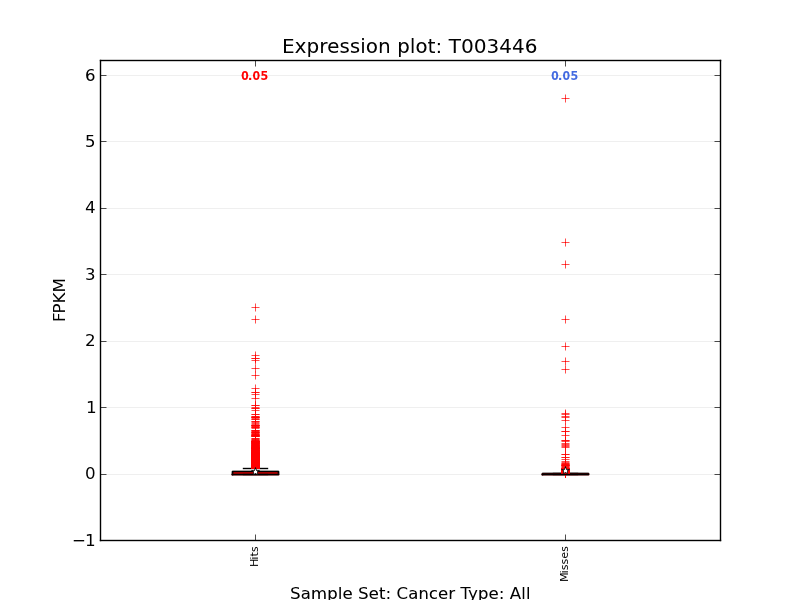 Expression plot: T003446
0.05
0.05
6
5
4
3
2
1
0
−1
FPKM
Hits
Misses
Sample Set: Cancer Type: All